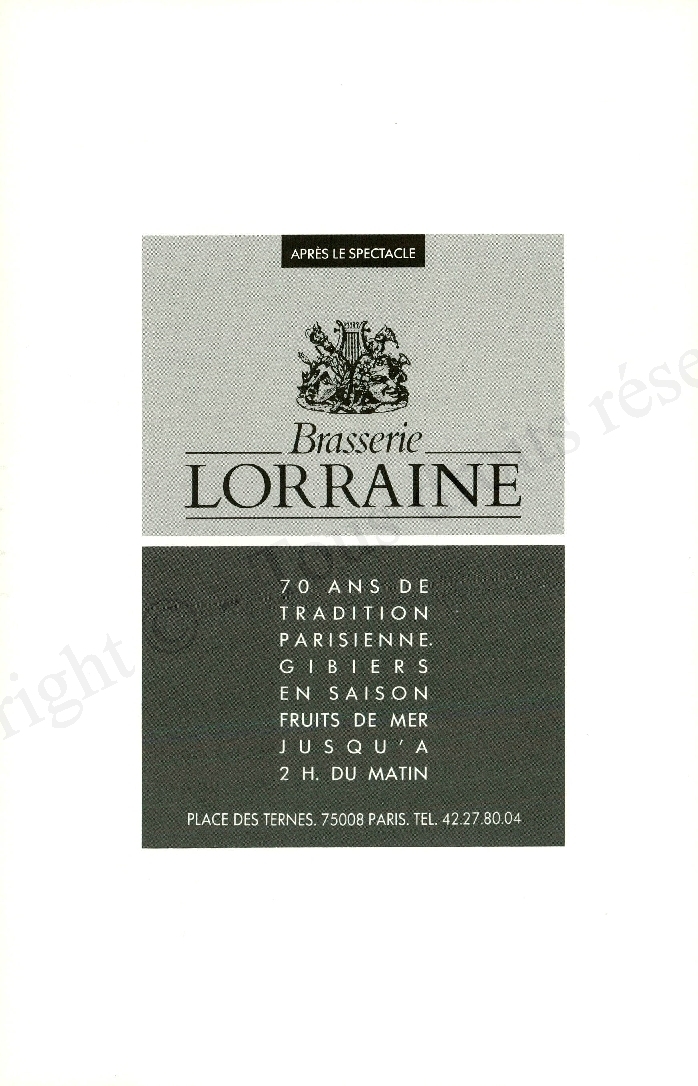 APRÈS LE SPECTACLE
Brasserie
LORRAINE
70 ANS DE
TRADITION
PARISIENNE.
GIBIERS
EN SAISON
FRUITS DE MER
JUSQU'A
2 H. DU MATIN
PLACE DES TERNES. 75008 PARIS. TEL. 42.27.80.04